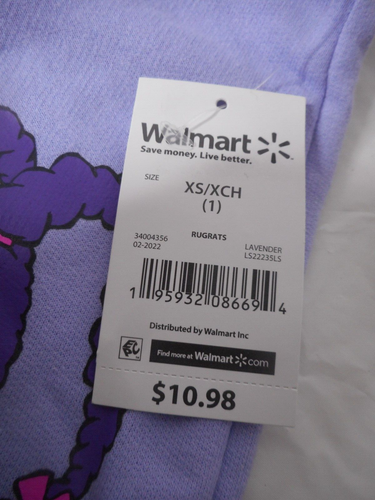 Walmart
Save money. Live better.
SIZE
XS/XCH
(1)
RUGRATS
34004356
02-2022
LAVENDER
LS22235LS
1 95932 08669 4
Distributed by Walmart Inc
Find more at Walmart.com
$10.98